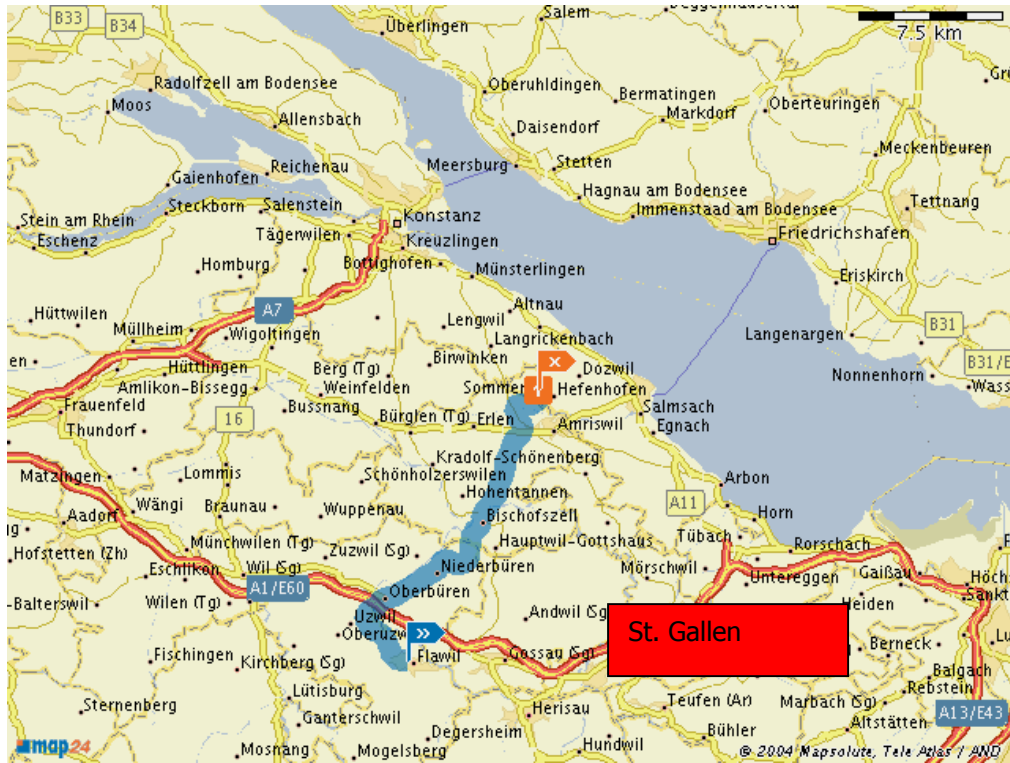 B33
B34
Überlingen
Salem
7.5 km
Radolfzell am Bodensee
Moos
Allensbach
Oberuhldingen
Bermatingen
Markdorf
Oberteuringen
Daisendorf
Meckenbeuren
Reichenau
Meersburg
Stetten
Gaienhofen
Hagnau am Bodensee
Tettnang
Stein am Rhein
Steckborn
Salenstein
Konstanz
Immenstaad am Bodensee
Eschenz
Tägerwilen
Kreuzlingen
Friedrichshafen
Homburg
Bottighofen
Münsterlingen
Eriskirch
Hüttwilen
A7
Altnau
B31
Müllheim
Wigoltingen
Lengwil
Langrickenbach
Langenargen
Hüttlingen
Berg (Tg)
Birwinken
Dozwil
B31/E
Amlikon-Bissegg
Weinfelden
Sommer
Hefenhofen
Nonnenhorn
Wass
Frauenfeld
Bussnang
Bürglen (Tg)
Erlen
Amriswil
Salmsach
Thundorf
16
Egnach
Matzingen
Lommis
Kradolf-Schönenberg
Schönholzerswilen
Arbon
Wängi
Braunau
Wuppenau
Hohentannen
A11
Horn
Aadorf
Bischofszell
Tübach
Hofstetten (Zh)
Münchwilen (Tg)
Zuzwil (Sg)
Hauptwil-Gottshaus
Rorschach
Eschlikon
Wil (Sg)
Niederbüren
Mörschwil
Untereggen
Gaißau
Höchs
-Balterswil
Wilen (Tg)
A1/E60
Oberbüren
Andwil (Sg)
Heiden
Sankt
Uzwil
St. Gallen
Oberuzw
Fischingen
Kirchberg (Sg)
Flawil
Gossau (Sg)
Berneck
Lu
Balgach
Lütisburg
Rebstein
Sternenberg
Ganterschwil
Herisau
Teufen (Ar)
Marbach (Sg)
A13/E43
Degersheim
Bühler
Altstätten
map24
Mosnang
Mogelsberg
Hundwil
© 2004 Mapsolute, Tele Atlas / AND